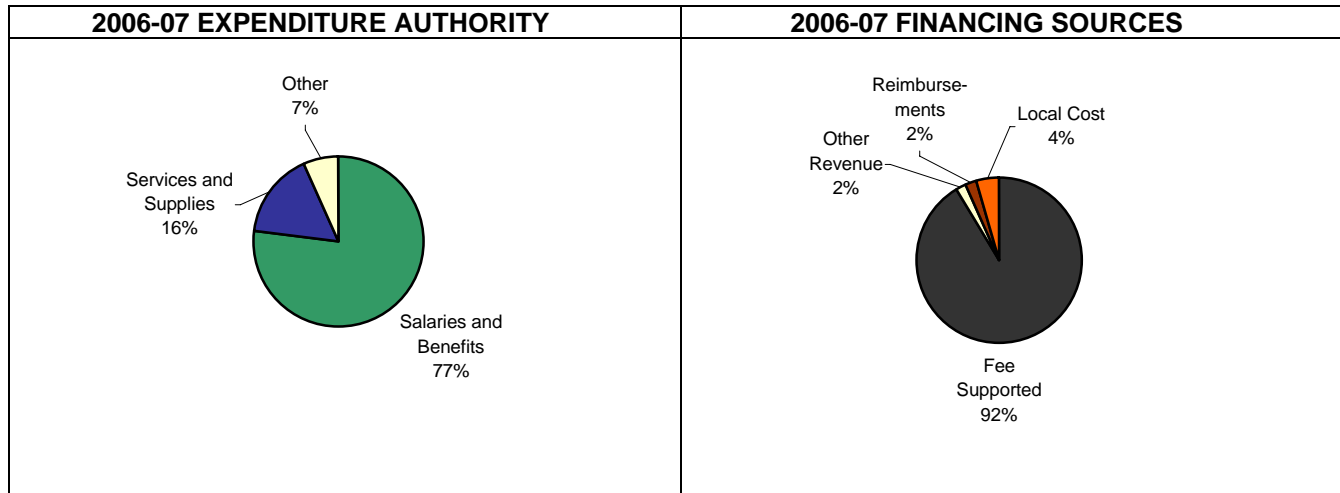 2006-07 EXPENDITURE AUTHORITY
Other
7%
Services and
Supplies
16%
Salaries and
Benefits
77%
2006-07 FINANCING SOURCES
Reimburse-
ments
2%
Local Cost
4%
Other
Revenue
2%
Fee
Supported
92%